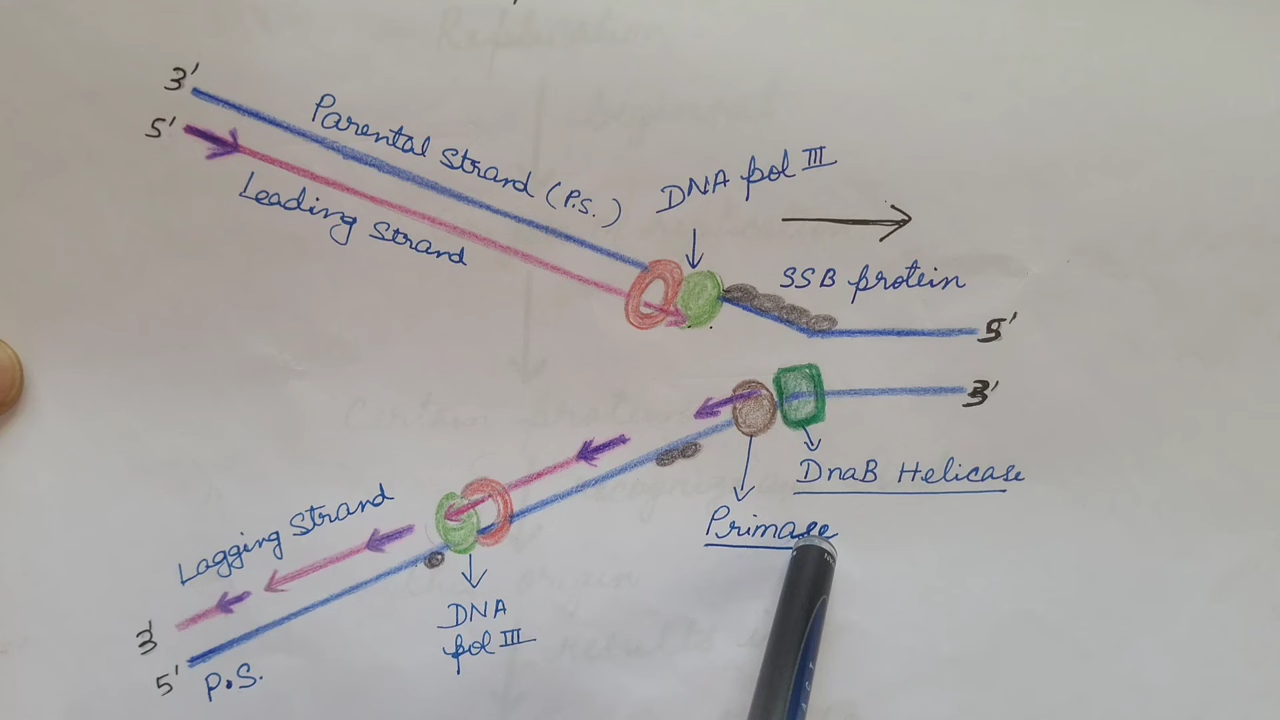 3'
Parental Strand (P.S.)
5'
Leading Strand
DNA pol III
SSB protein
5'
3'
DnaB Helicase
Primase
Lagging Strand
DNA
pol III
3'
5'
P.S.